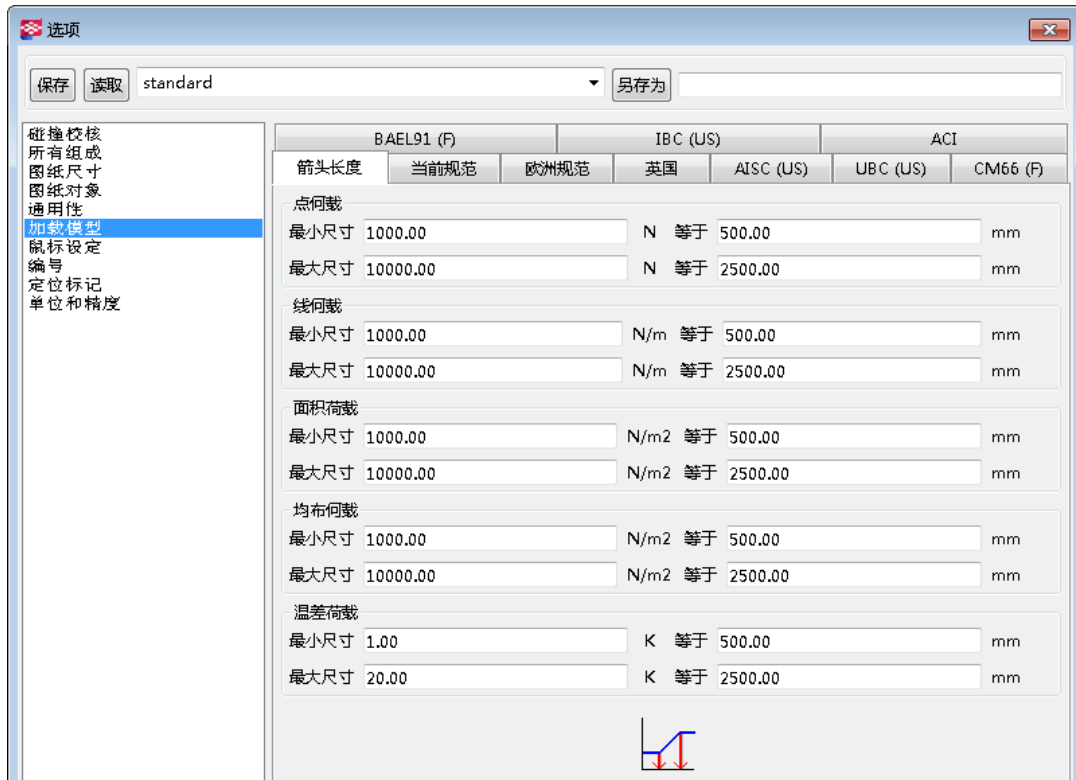 选项
保存 读取 standard 另存为
碰撞校核
所有组成
图纸尺寸
图纸对象
通用性
加载模型
鼠标设定
编号
定位标记
单位和精度
BAEL91 (F) IBC (US) ACI
箭头长度 当前规范 欧洲规范 英国 AISC (US) UBC (US) CM66 (F)
点何载
最小尺寸 1000.00 N 等于 500.00 mm
最大尺寸 10000.00 N 等于 2500.00 mm
线何载
最小尺寸 1000.00 N/m 等于 500.00 mm
最大尺寸 10000.00 N/m 等于 2500.00 mm
面积荷载
最小尺寸 1000.00 N/m2 等于 500.00 mm
最大尺寸 10000.00 N/m2 等于 2500.00 mm
均布何载
最小尺寸 1000.00 N/m2 等于 500.00 mm
最大尺寸 10000.00 N/m2 等于 2500.00 mm
温差荷载
最小尺寸 1.00 K 等于 500.00 mm
最大尺寸 20.00 K 等于 2500.00 mm